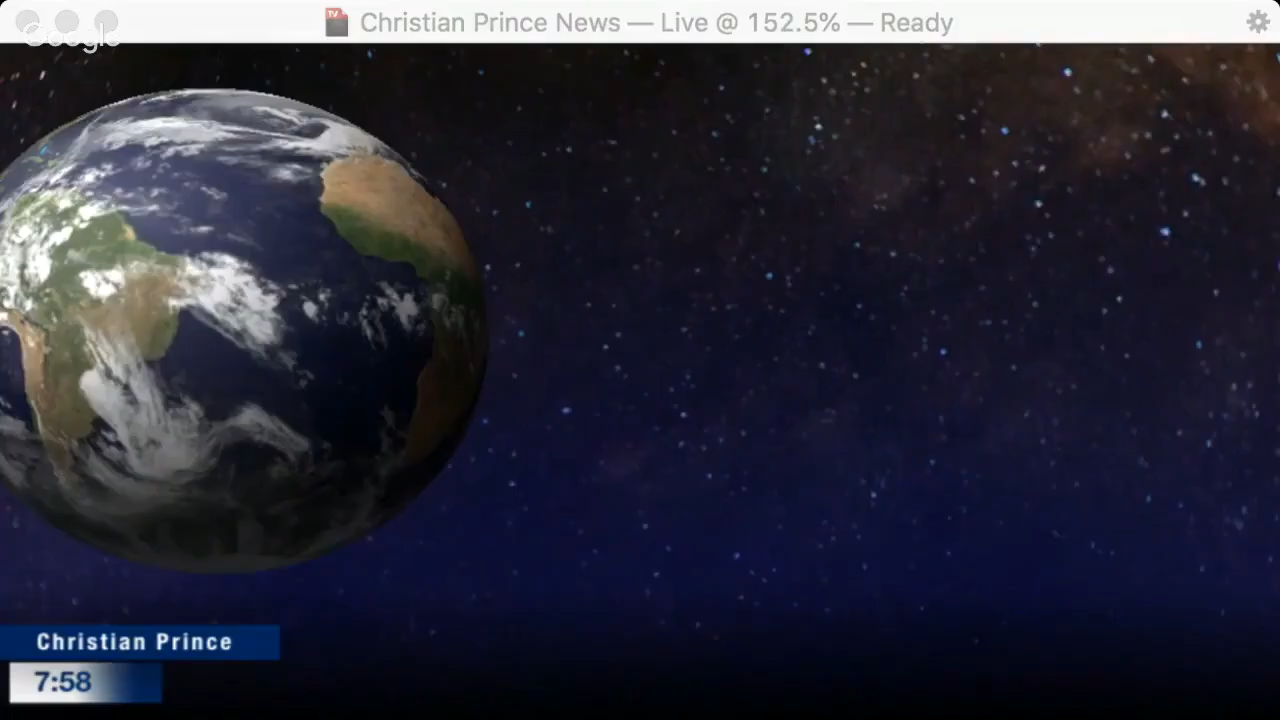 Christian Prince News — Live @ 152.5% — Ready
Google
Christian Prince
7:58